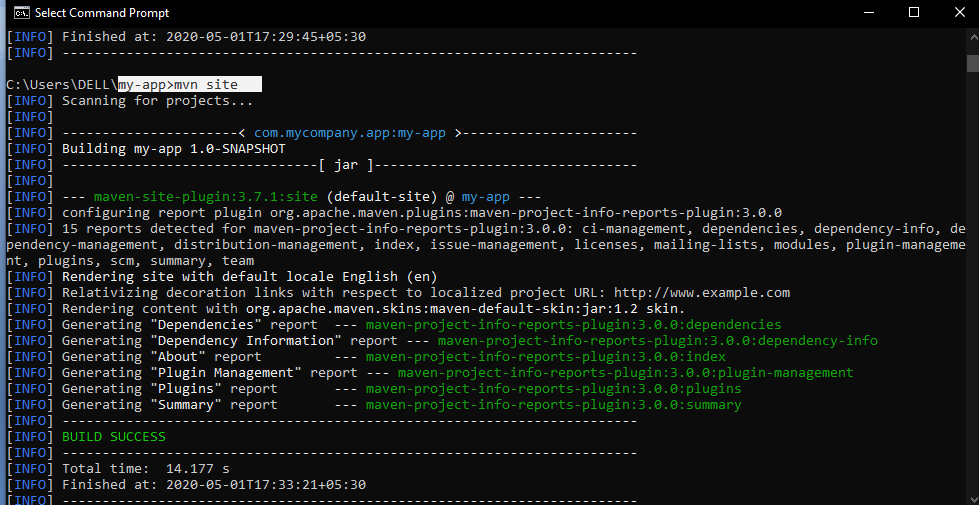 Select Command Prompt
[INFO] Finished at: 2020-05-01T17:29:45+05:30
[INFO] ------------------------------------------------------------------------
C:\Users\DELL\my-app>mvn site
[INFO] Scanning for projects...
[INFO]
[INFO] ----------------------< com.mycompany.app:my-app >----------------------
[INFO] Building my-app 1.0-SNAPSHOT
[INFO] --------------------------------[ jar ]---------------------------------
[INFO]
[INFO] --- maven-site-plugin:3.7.1:site (default-site) @ my-app ---
[INFO] configuring report plugin org.apache.maven.plugins:maven-project-info-reports-plugin:3.0.0
[INFO] 15 reports detected for maven-project-info-reports-plugin:3.0.0: ci-management, dependencies, dependency-info, de
pendency-management, distribution-management, index, issue-management, licenses, mailing-lists, modules, plugin-manageme
nt, plugins, scm, summary, team
[INFO] Rendering site with default locale English (en)
[INFO] Relativizing decoration links with respect to localized project URL: http://www.example.com
[INFO] Rendering content with org.apache.maven.skins:maven-default-skin:jar:1.2 skin.
[INFO] Generating "Dependencies" report  --- maven-project-info-reports-plugin:3.0.0:dependencies
[INFO] Generating "Dependency Information" report --- maven-project-info-reports-plugin:3.0.0:dependency-info
[INFO] Generating "About" report         --- maven-project-info-reports-plugin:3.0.0:index
[INFO] Generating "Plugin Management" report --- maven-project-info-reports-plugin:3.0.0:plugin-management
[INFO] Generating "Plugins" report       --- maven-project-info-reports-plugin:3.0.0:plugins
[INFO] Generating "Summary" report       --- maven-project-info-reports-plugin:3.0.0:summary
[INFO] ------------------------------------------------------------------------
[INFO] BUILD SUCCESS
[INFO] ------------------------------------------------------------------------
[INFO] Total time:  14.177 s
[INFO] Finished at: 2020-05-01T17:33:21+05:30
[INFO] ------------------------------------------------------------------------